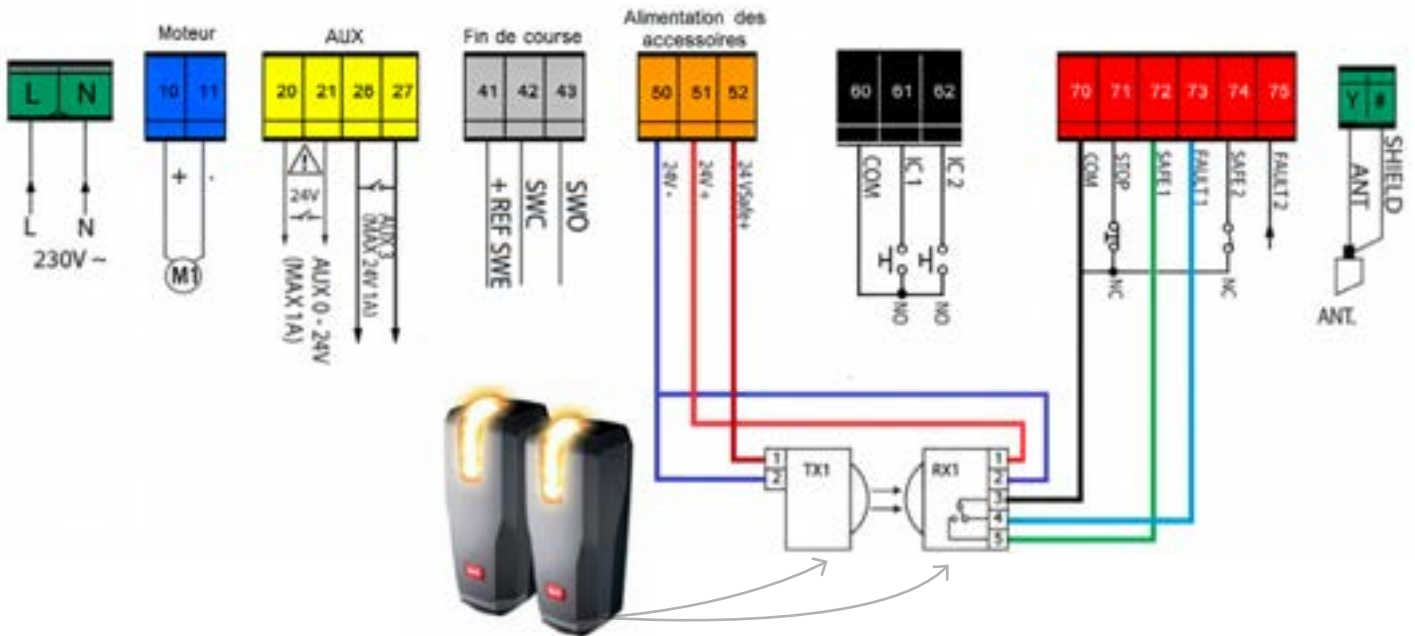 Moteur
AUX
Fin de course
Alimentation des
accessoires
L N
10 11
20 21 26 27
41 42 43
50 51 52
60 61 62
70 71 72 73 74 75
Y #
L N
230V ~
+ -
M1
24V
AUX 0 - 24V
(MAX 1A)
AUX 3
(MAX 24V 1A)
+ REF SWE
SWC
SWO
24V -
24V +
24 VSafe+
COM
IC 1
IC 2
NO
NO
COM
STOP
SAFE 1
FAULT 1
SAFE 2
FAULT 2
NC
NC
ANT
SHIELD
ANT.
1
2
TX1
RX1
1
2
3
4
5